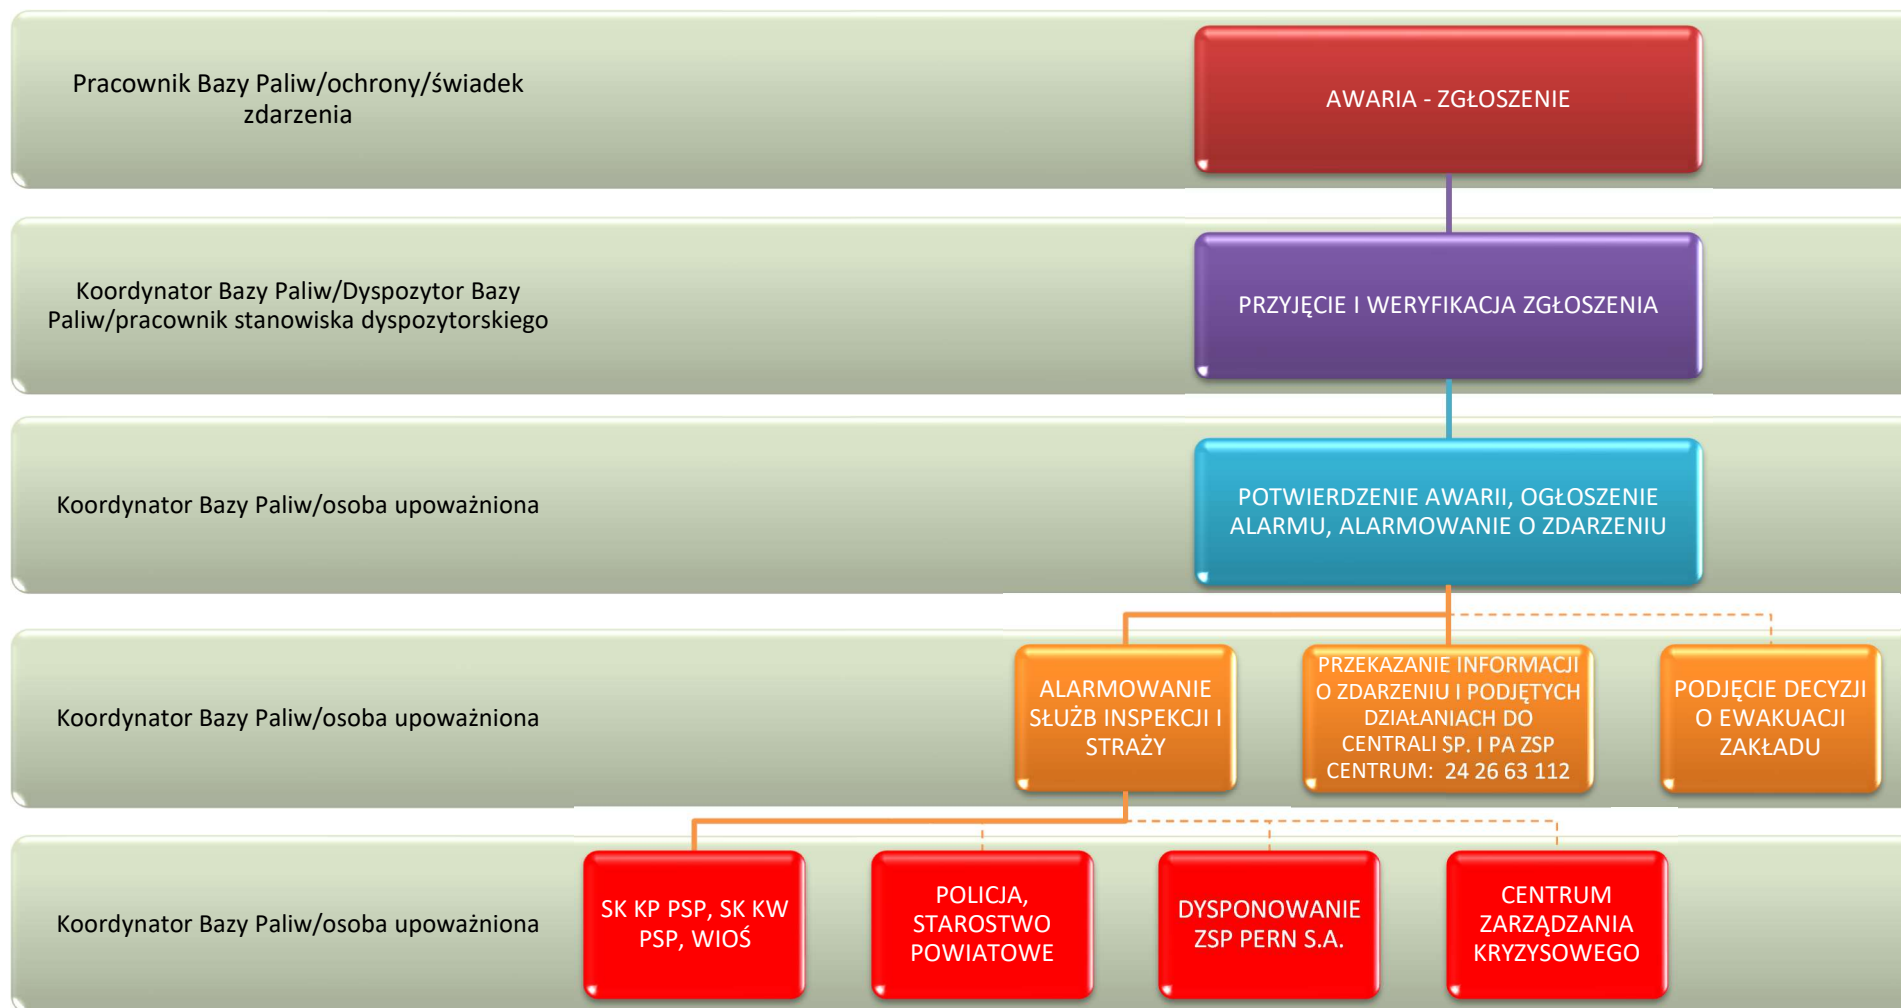 Pracownik Bazy Paliw/ochrony/świadek
zdarzenia
AWARIA - ZGŁOSZENIE
Koordynator Bazy Paliw/Dyspozytor Bazy
Paliw/pracownik stanowiska dyspozytorskiego
PRZYJĘCIE I WERYFIKACJA ZGŁOSZENIA
Koordynator Bazy Paliw/osoba upoważniona
POTWIERDZENIE AWARII, OGŁOSZENIE
ALARMU, ALARMOWANIE O ZDARZENIU
Koordynator Bazy Paliw/osoba upoważniona
ALARMOWANIE
SŁUŻB INSPEKCJI I
STRAŻY
PRZEKAZANIE INFORMACJI
O ZDARZENIU I PODJĘTYCH
DZIAŁANIACH DO
CENTRALI SP. I PA ZSP
CENTRUM: 24 26 63 112
PODJĘCIE DECYZJI
O EWAKUACJI
ZAKŁADU
Koordynator Bazy Paliw/osoba upoważniona
SK KP PSP, SK KW
PSP, WIOŚ
POLICJA,
STAROSTWO
POWIATOWE
DYSPONOWANIE
ZSP PERN S.A.
CENTRUM
ZARZĄDZANIA
KRYZYSOWEGO